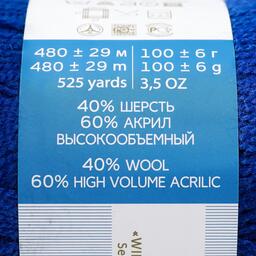 480 ± 29 м 100 ± 6 г
480 ± 29 m 100 ± 6 g
525 yards 3,5 OZ
40% ШЕРСТЬ
60% АКРИЛ
ВЫСОКООБЪЕМНЫЙ
40% WOOL
60% HIGH VOLUME ACRILIC